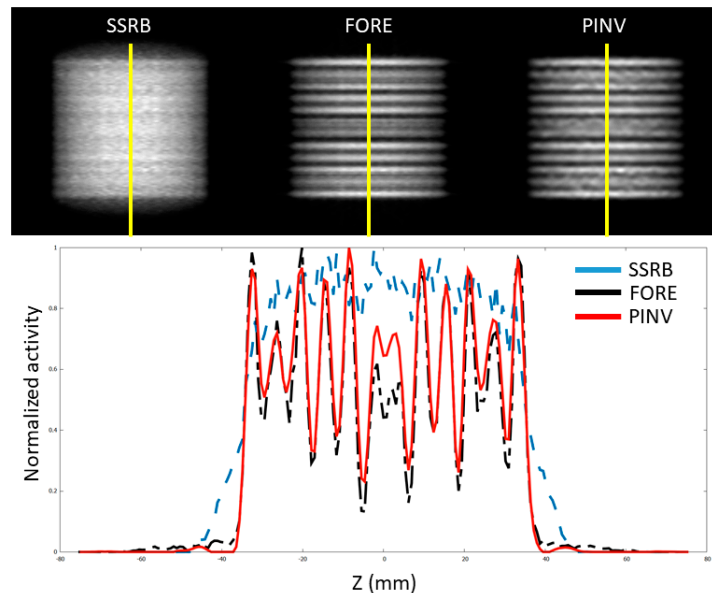 SSRB FORE PINV
1
0.8
0.6
0.4
0.2
0
Normalized activity
SSRB
FORE
PINV
-80 -60 -40 -20 0 20 40 60 80
Z (mm)